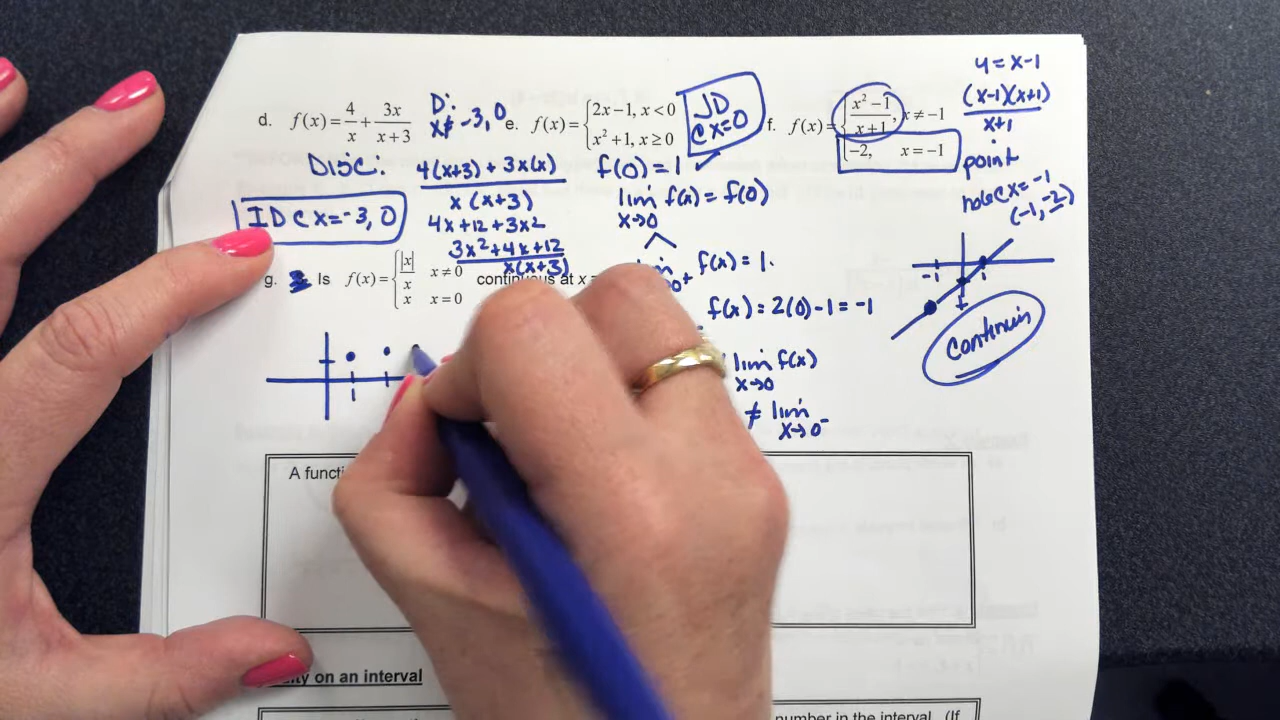 d. f(x) = 4/x + 3x/(x+3)
D: x ≠ -3, 0
DISC:
4(x+3) + 3x(x)
x(x+3)
4x+12+3x²
3x²+4x+12
x(x+3)
ID @ x = -3, 0
e. f(x) = { 2x-1, x<0
x²+1, x≥0
JD
@ x=0
f(0) = 1 ✓
lim f(x) = f(0)
x→0
f(x) = 1.
f(x) = 2(0)-1 = -1
lim f(x)
x→0
≠ lim
x→0⁻
f. f(x) = { x²-1/x+1, x≠-1
-2, x=-1
y = x-1
(x-1)(x+1)
x+1
point
hole @ x=-1
(-1,-2)
-1 1
g. Is f(x) = { |x|/x x≠0
x x=0
continuous at x =
A functi
ity on an interval
number in the interval. (If